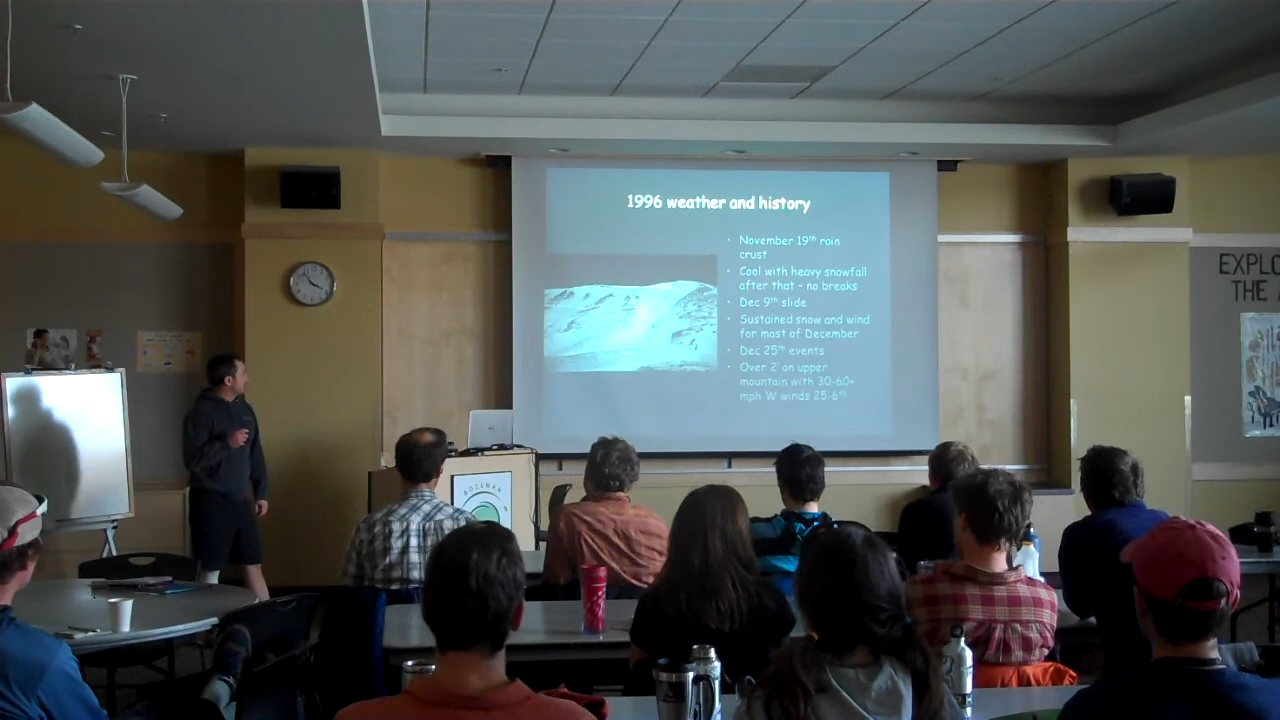 1996 weather and history
November 19th rain
crust
Cool with heavy snowfall
after that - no breaks
Dec 9th slide
Sustained snow and wind
for most of December
Dec 25th events
Over 2' on upper
mountain with 30-60+
mph W winds 25-6th
EXPLO
THE
BOZEMAN